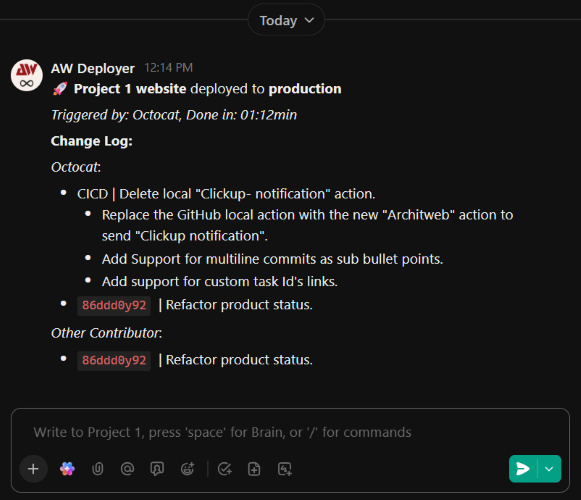 Today
AW
AW Deployer 12:14 PM
🚀 Project 1 website deployed to production
Triggered by: Octocat, Done in: 01:12min
Change Log:
Octocat:
• CICD | Delete local "Clickup- notification" action.
• Replace the GitHub local action with the new "Architweb" action to
send "Clickup notification".
• Add Support for multiline commits as sub bullet points.
• Add support for custom task Id's links.
• 86ddd0y92 | Refactor product status.
Other Contributor:
• 86ddd0y92 | Refactor product status.
Write to Project 1, press 'space' for Brain, or '/' for commands